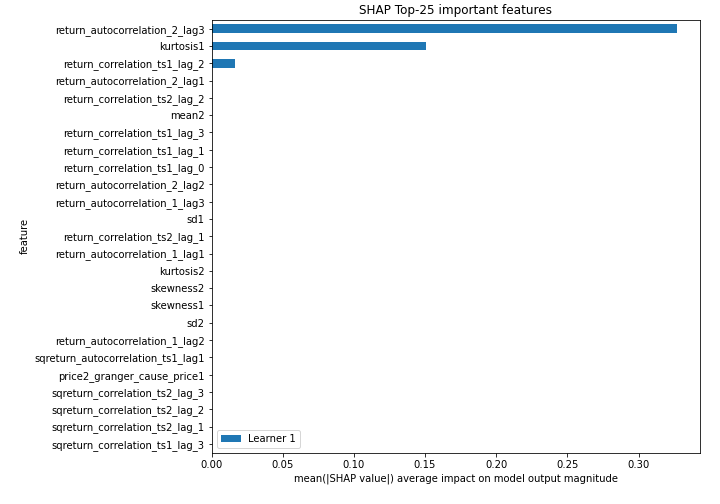 SHAP Top-25 important features
return_autocorrelation_2_lag3
kurtosis1
return_correlation_ts1_lag_2
return_autocorrelation_2_lag1
return_correlation_ts2_lag_2
mean2
return_correlation_ts1_lag_3
return_correlation_ts1_lag_1
return_correlation_ts1_lag_0
return_autocorrelation_2_lag2
return_autocorrelation_1_lag3
sd1
return_correlation_ts2_lag_1
return_autocorrelation_1_lag1
kurtosis2
skewness2
skewness1
sd2
return_autocorrelation_1_lag2
sqreturn_autocorrelation_ts1_lag1
price2_granger_cause_price1
sqreturn_correlation_ts2_lag_3
sqreturn_correlation_ts2_lag_2
sqreturn_correlation_ts2_lag_1
sqreturn_correlation_ts1_lag_3
feature
Learner 1
0.00 0.05 0.10 0.15 0.20 0.25 0.30
mean(|SHAP value|) average impact on model output magnitude